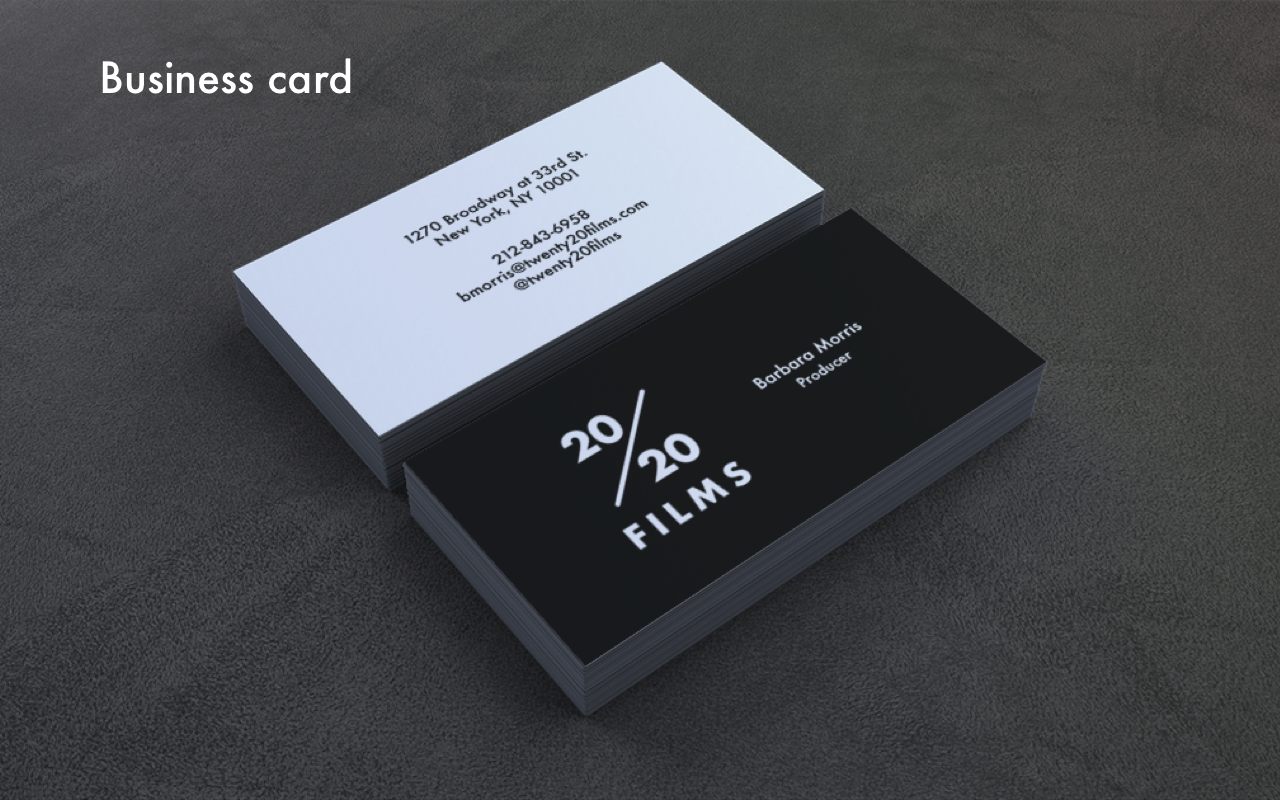 Business card
1270 Broadway at 33rd St.
New York, NY 10001
212-843-6958
bmorris@twenty20films.com
@twenty20films
20/20
FILMS
Barbara Morris
Producer